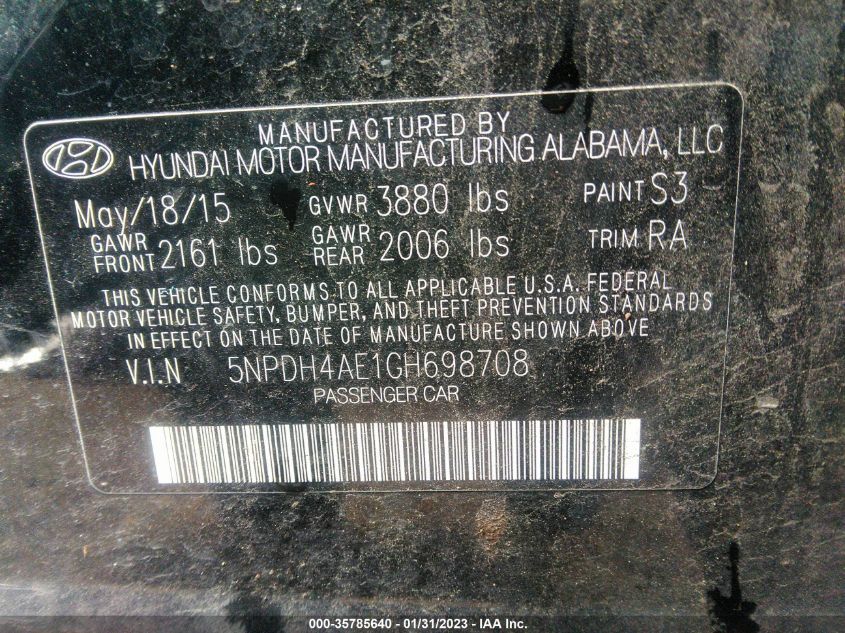 MANUFACTURED BY
HYUNDAI MOTOR MANUFACTURING ALABAMA, LLC
May/18/15 GVWR 3880 lbs PAINT S3
GAWR FRONT 2161 lbs GAWR REAR 2006 lbs TRIM RA
THIS VEHICLE CONFORMS TO ALL APPLICABLE U.S.A. FEDERAL
MOTOR VEHICLE SAFETY, BUMPER, AND THEFT PREVENTION STANDARDS
IN EFFECT ON THE DATE OF MANUFACTURE SHOWN ABOVE
V.I.N 5NPDH4AE1GH698708
PASSENGER CAR
000-35785640 - 01/31/2023 - IAA Inc.